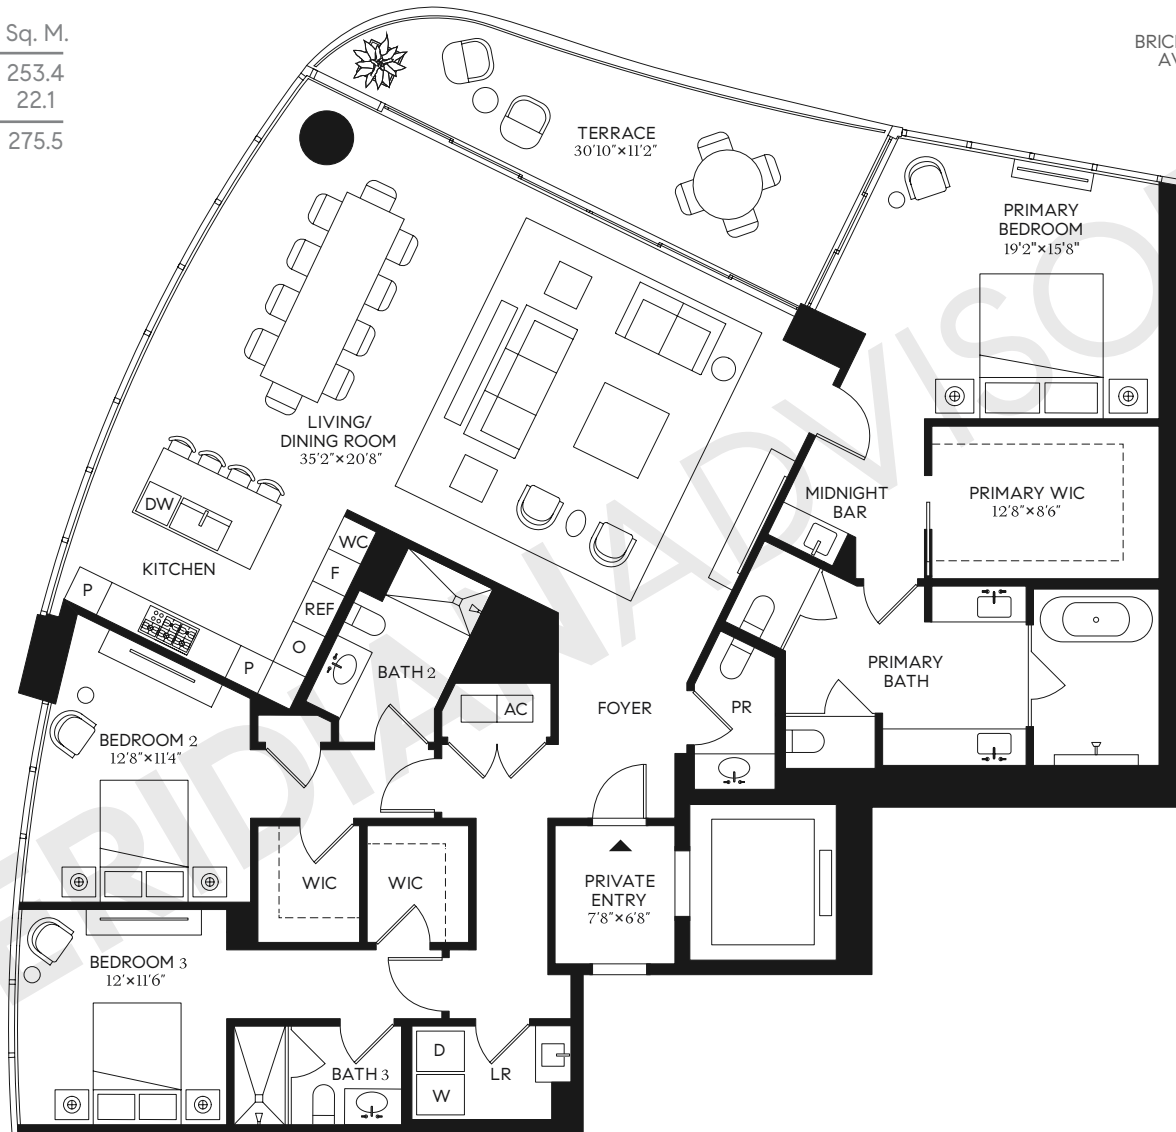 Sq. M.
253.4
22.1
275.5
TERRACE
30'10"×11'2"
PRIMARY
BEDROOM
19'2"×15'8"
LIVING/
DINING ROOM
35'2"×20'8"
MIDNIGHT
BAR
PRIMARY WIC
12'8"×8'6"
DW
KITCHEN
WC
F
REF
O
P
P
BATH 2
AC
FOYER
PR
PRIMARY
BATH
BEDROOM 2
12'8"×11'4"
WIC
WIC
PRIVATE
ENTRY
7'8"×6'8"
BEDROOM 3
12'×11'6"
BATH 3
D
W
LR